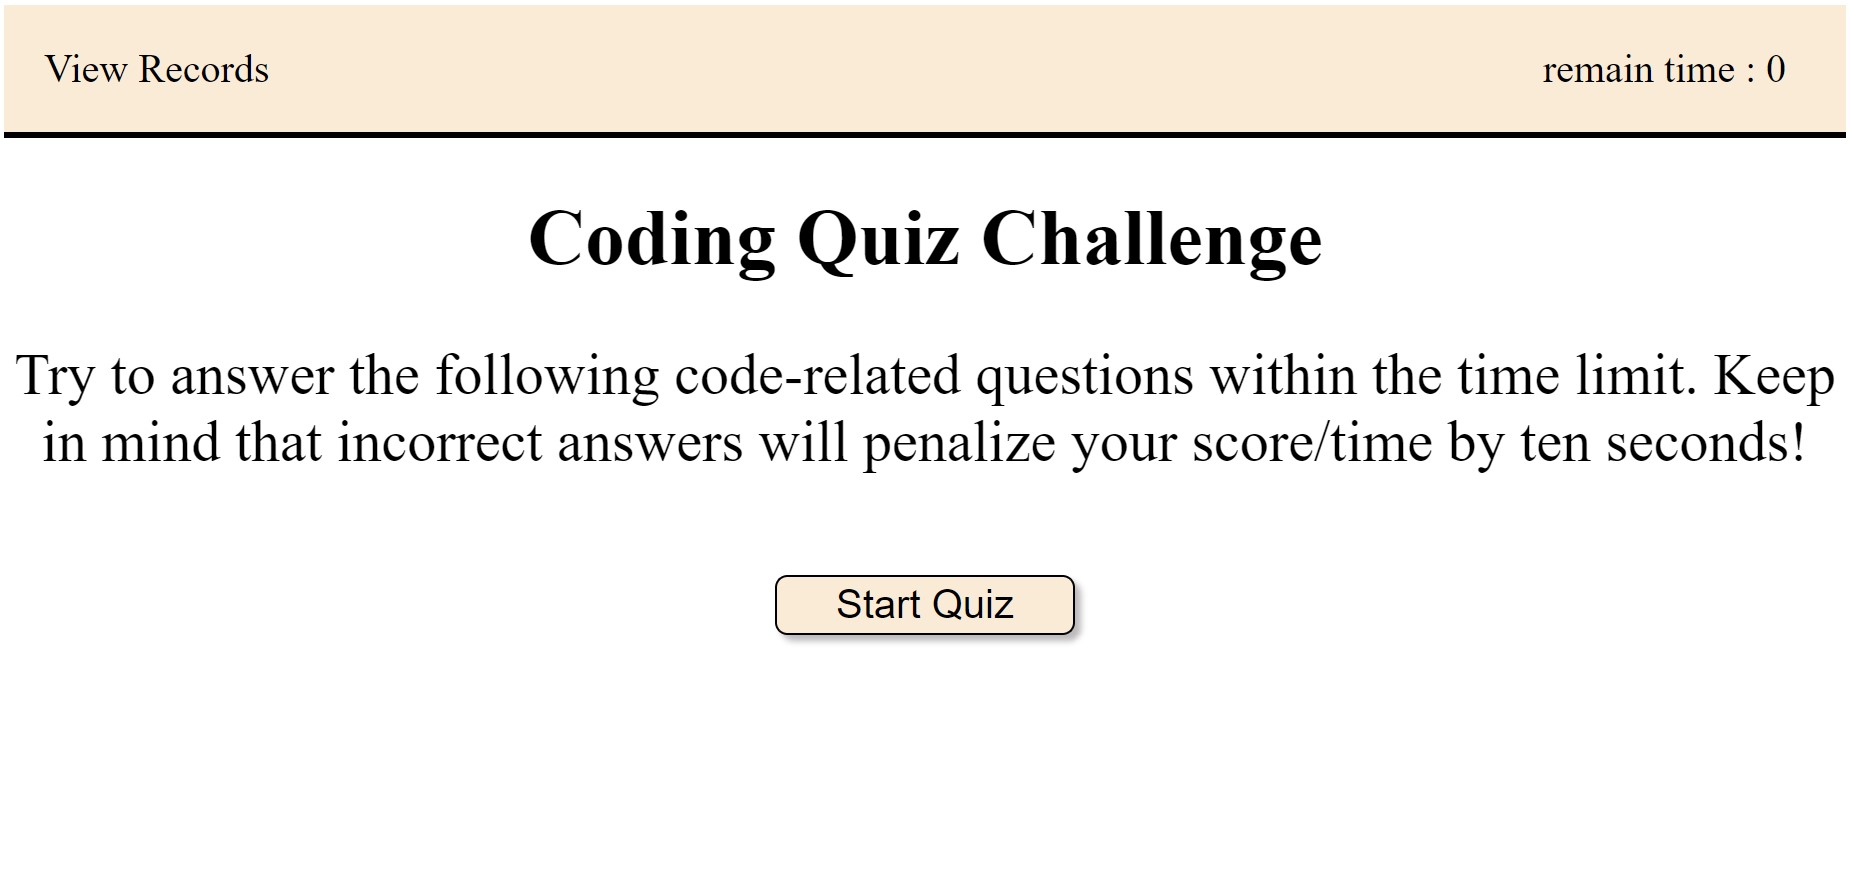 View Records
remain time : 0
Coding Quiz Challenge
Try to answer the following code-related questions within the time limit. Keep
in mind that incorrect answers will penalize your score/time by ten seconds!
Start Quiz